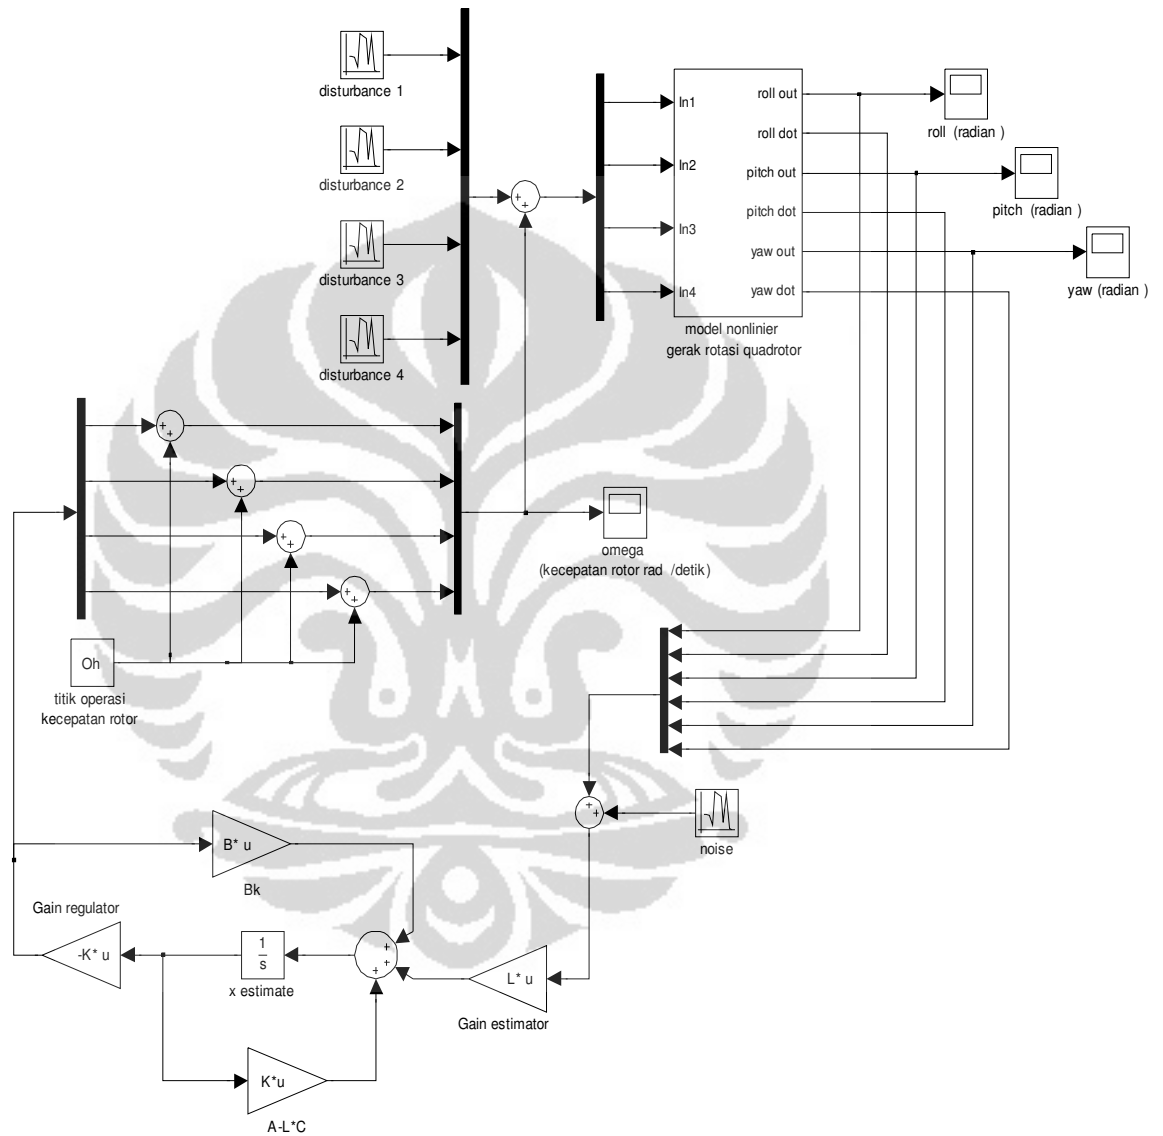 disturbance 1
disturbance 2
disturbance 3
disturbance 4
+
+
In1
In2
In3
In4
roll out
roll dot
pitch out
pitch dot
yaw out
yaw dot
model nonlinier
gerak rotasi quadrotor
roll (radian )
pitch (radian )
yaw (radian )
+
+
+
+
+
+
+
+
omega
(kecepatan rotor rad /detik)
Oh
titik operasi
kecepatan rotor
+
+
noise
B* u
Bk
Gain regulator
-K* u
1
s
x estimate
+
+
+
L* u
Gain estimator
K*u
A-L*C